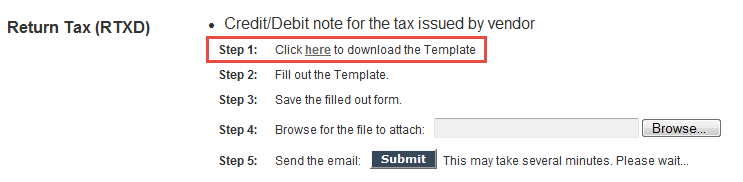 Return Tax (RTXD)
• Credit/Debit note for the tax issued by vendor
Step 1: Click here to download the Template
Step 2: Fill out the Template.
Step 3: Save the filled out form.
Step 4: Browse for the file to attach: Browse...
Step 5: Send the email: Submit This may take several minutes. Please wait...